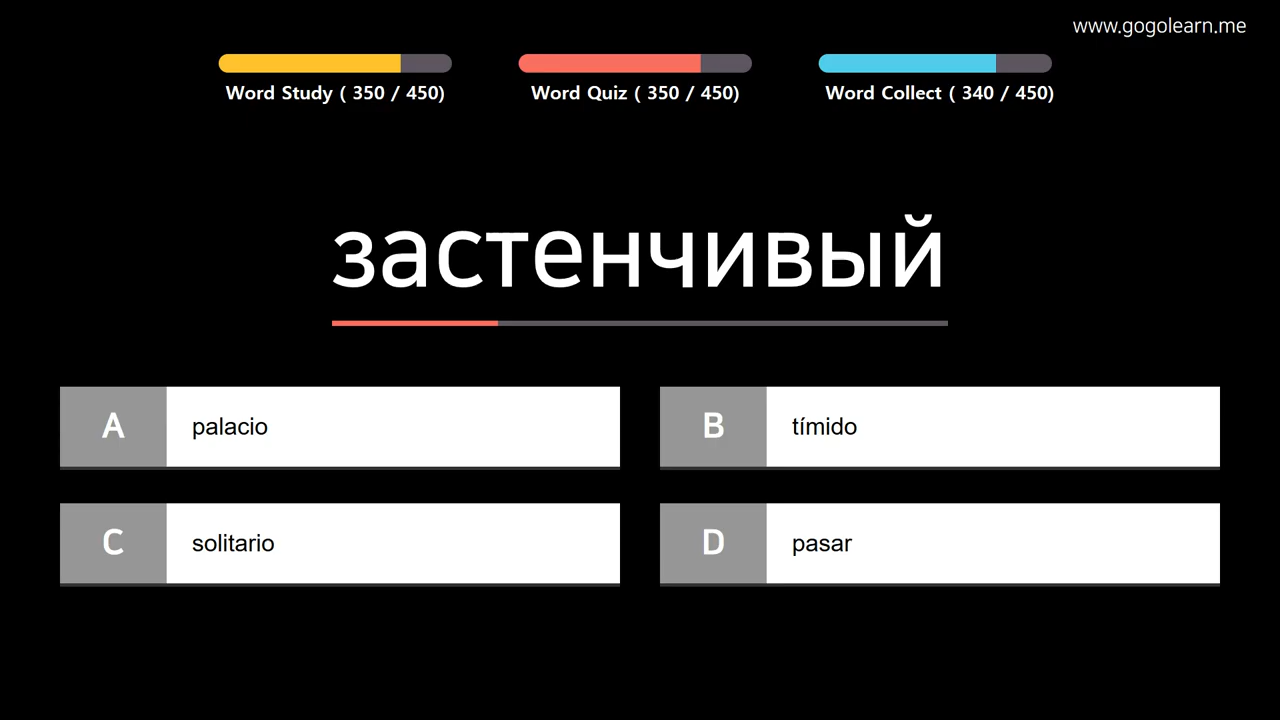 www.gogolearn.me
Word Study ( 350 / 450)
Word Quiz ( 350 / 450)
Word Collect ( 340 / 450)
застенчивый
A palacio
B tímido
C solitario
D pasar